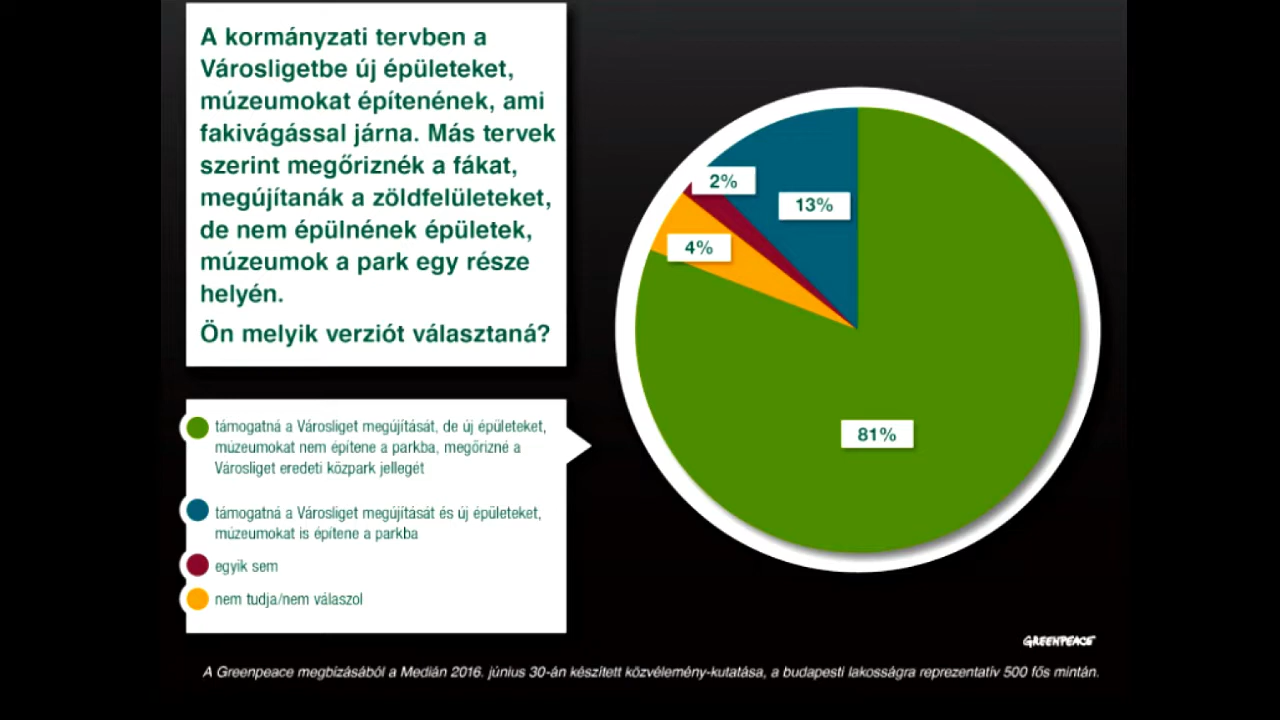 A kormányzati tervben a
Városligetbe új épületeket,
múzeumokat építenének, ami
fakivágással járna. Más tervek
szerint megőriznék a fákat,
megújítanák a zöldfelületeket,
de nem épülnének épületek,
múzeumok a park egy része
helyén.
Ön melyik verziót választaná?
támogatná a Városliget megújítását, de új épületeket,
múzeumokat nem építene a parkba, megőrizné a
Városliget eredeti közpark jellegét
támogatná a Városliget megújítását és új épületeket,
múzeumokat is építene a parkba
egyik sem
nem tudja/nem válaszol
2%
13%
4%
81%
GREENPEACE
A Greenpeace megbízásából a Medián 2016. június 30-án készített közvélemény-kutatása, a budapesti lakosságra reprezentatív 500 fős mintán.